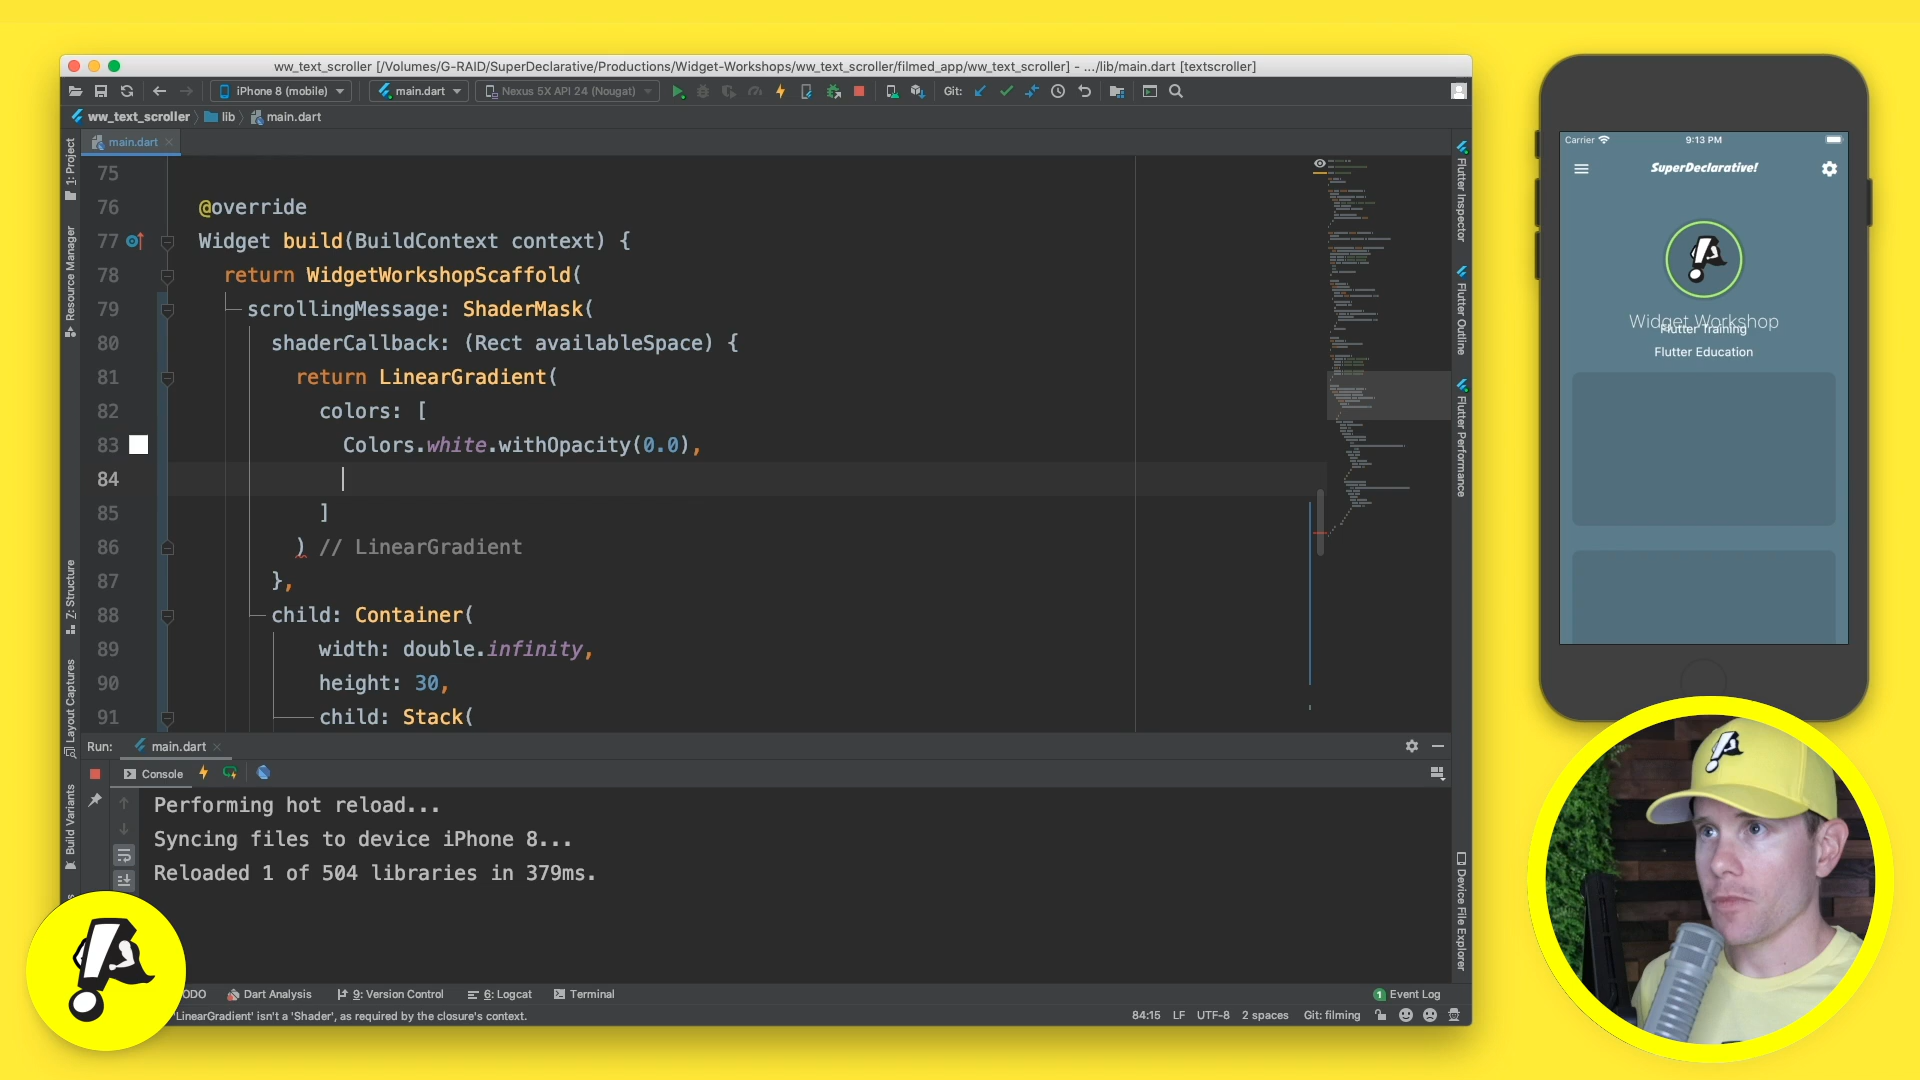 ww_text_scroller [/Volumes/G-RAID/SuperDeclarative/Productions/Widget-Workshops/ww_text_scroller/filmed_app/ww_text_scroller] - .../lib/main.dart [textscroller]
iPhone 8 (mobile)
main.dart
Nexus 5X API 24 (Nougat)
Git:
ww_text_scroller
lib
main.dart
main.dart
1: Project
Resource Manager
Z: Structure
Layout Captures
Build Variants
75
76 @override
77 Widget build(BuildContext context) {
78 return WidgetWorkshopScaffold(
79 scrollingMessage: ShaderMask(
80 shaderCallback: (Rect availableSpace) {
81 return LinearGradient(
82 colors: [
83 Colors.white.withOpacity(0.0),
84
85 ]
86 ) // LinearGradient
87 },
88 child: Container(
89 width: double.infinity,
90 height: 30,
91 child: Stack(
Flutter Inspector
Flutter Outline
Flutter Performance
Device File Explorer
Run:
main.dart
Console
Performing hot reload...
Syncing files to device iPhone 8...
Reloaded 1 of 504 libraries in 379ms.
ODO
Dart Analysis
9: Version Control
6: Logcat
Terminal
1 Event Log
'LinearGradient' isn't a 'Shader', as required by the closure's context.
84:15
LF
UTF-8
2 spaces
Git: filming
Carrier
9:13 PM
SuperDeclarative!
Widget Workshop
Flutter Training
Flutter Education